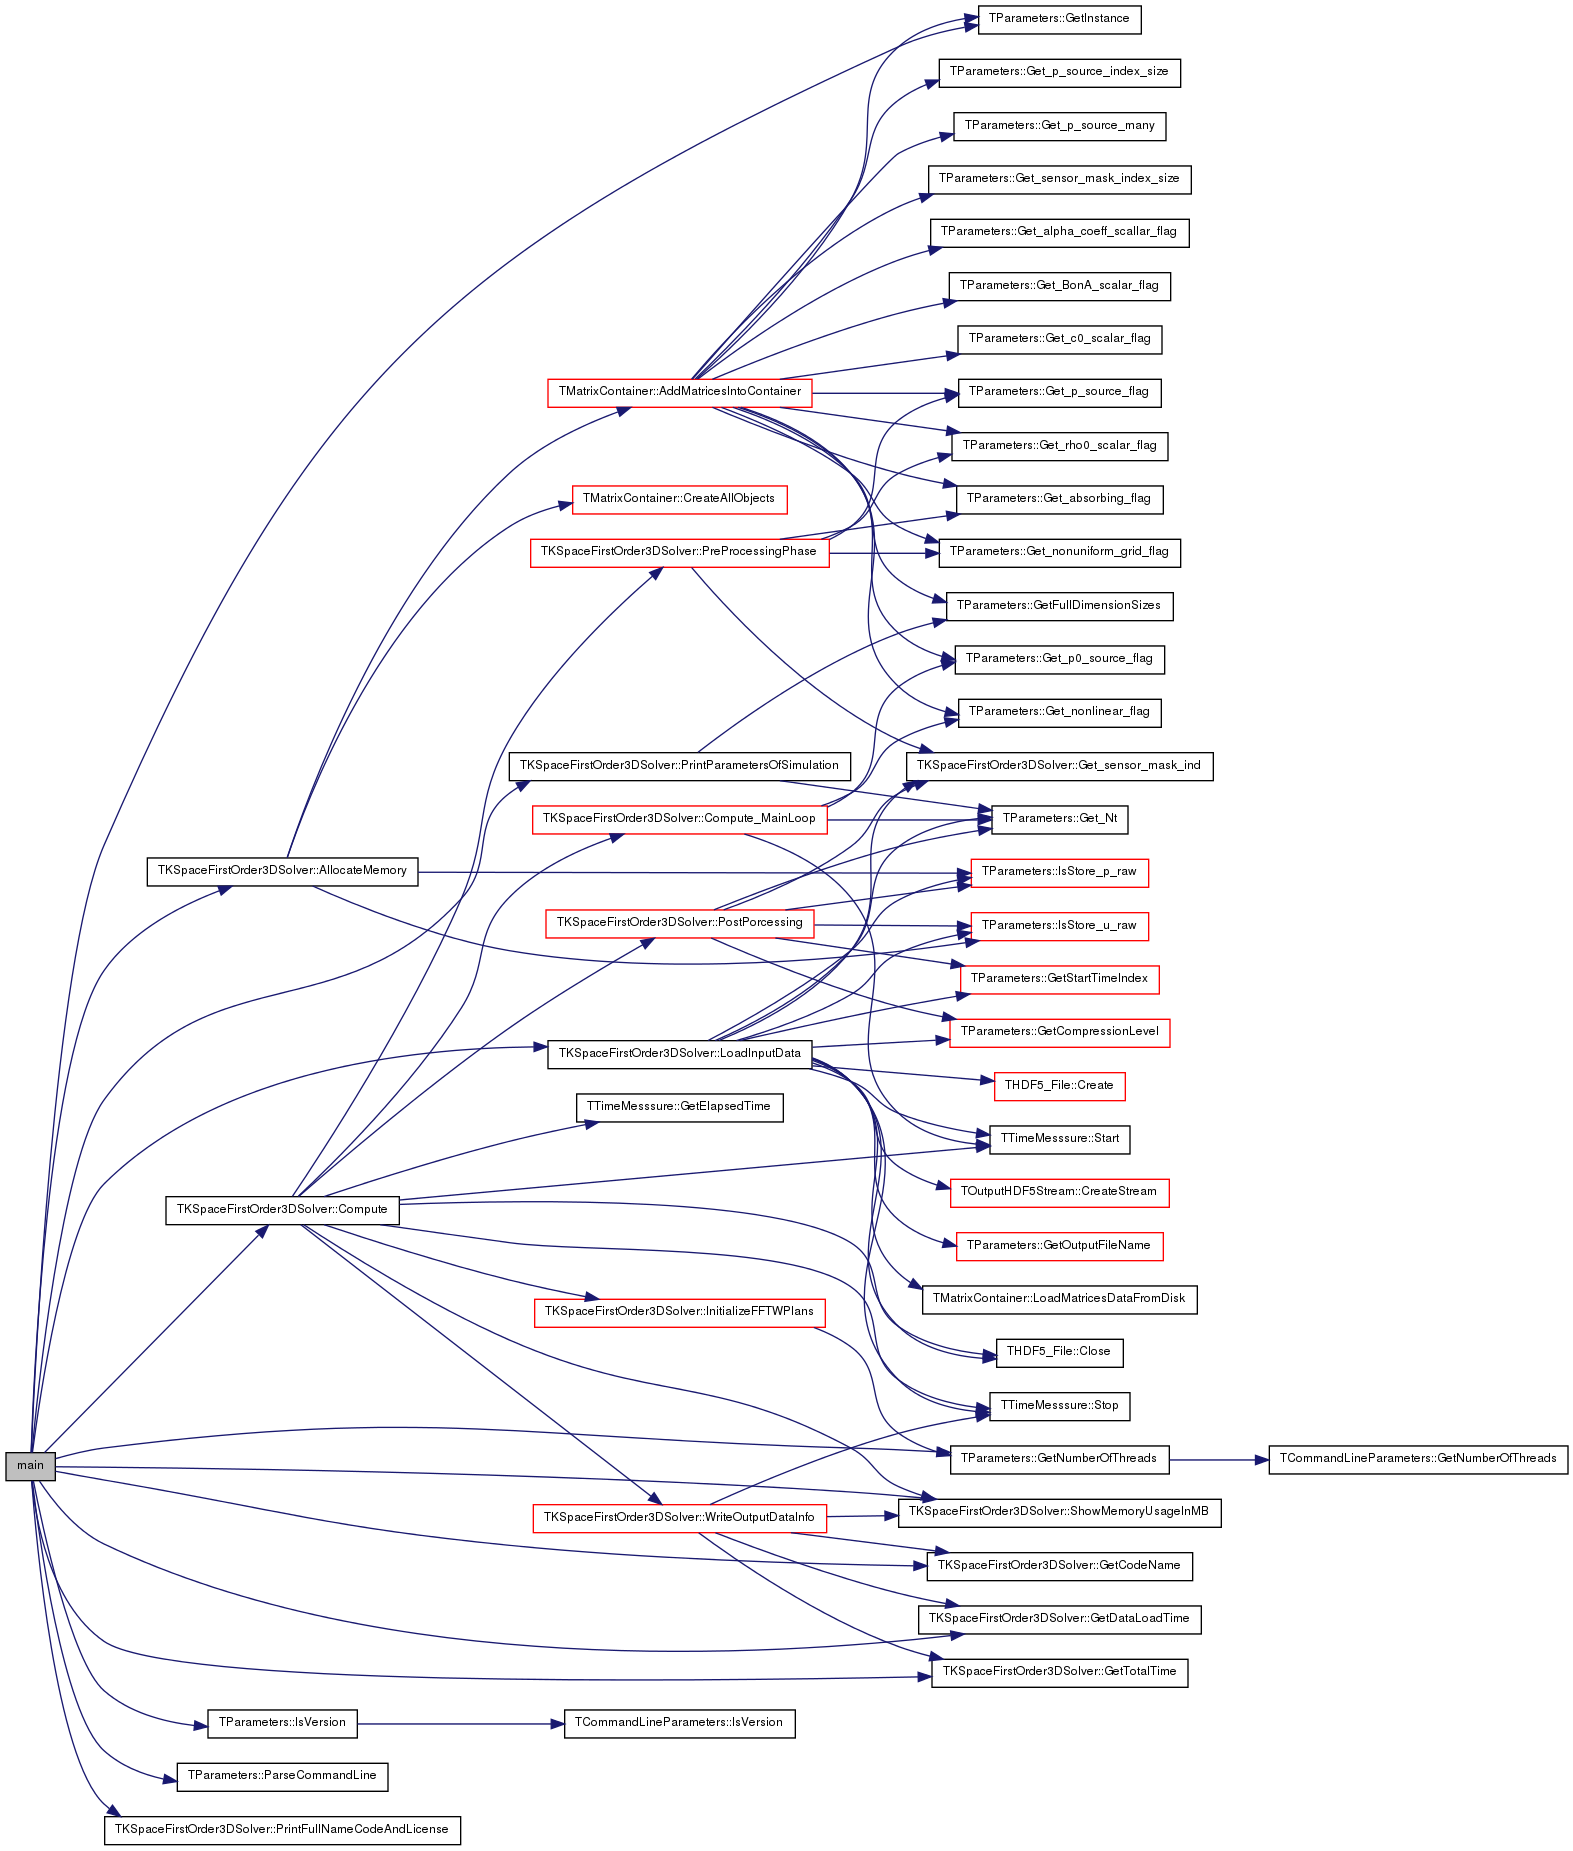 TParameters::GetInstance
TParameters::Get_p_source_index_size
TParameters::Get_p_source_many
TParameters::Get_sensor_mask_index_size
TParameters::Get_alpha_coeff_scallar_flag
TParameters::Get_BonA_scalar_flag
TParameters::Get_c0_scalar_flag
TMatrixContainer::AddMatricesIntoContainer
TParameters::Get_p_source_flag
TParameters::Get_rho0_scalar_flag
TMatrixContainer::CreateAllObjects
TParameters::Get_absorbing_flag
TKSpaceFirstOrder3DSolver::PreProcessingPhase
TParameters::Get_nonuniform_grid_flag
TParameters::GetFullDimensionSizes
TParameters::Get_p0_source_flag
TParameters::Get_nonlinear_flag
TKSpaceFirstOrder3DSolver::PrintParametersOfSimulation
TKSpaceFirstOrder3DSolver::Get_sensor_mask_ind
TKSpaceFirstOrder3DSolver::Compute_MainLoop
TParameters::Get_Nt
TKSpaceFirstOrder3DSolver::AllocateMemory
TParameters::IsStore_p_raw
TKSpaceFirstOrder3DSolver::PostPorcessing
TParameters::IsStore_u_raw
TParameters::GetStartTimeIndex
TParameters::GetCompressionLevel
TKSpaceFirstOrder3DSolver::LoadInputData
THDF5_File::Create
TTimeMesssure::GetElapsedTime
TTimeMesssure::Start
TOutputHDF5Stream::CreateStream
TKSpaceFirstOrder3DSolver::Compute
TParameters::GetOutputFileName
TMatrixContainer::LoadMatricesDataFromDisk
TKSpaceFirstOrder3DSolver::InitializeFFTWPlans
THDF5_File::Close
TTimeMesssure::Stop
main
TParameters::GetNumberOfThreads
TCommandLineParameters::GetNumberOfThreads
TKSpaceFirstOrder3DSolver::ShowMemoryUsageInMB
TKSpaceFirstOrder3DSolver::WriteOutputDataInfo
TKSpaceFirstOrder3DSolver::GetCodeName
TKSpaceFirstOrder3DSolver::GetDataLoadTime
TKSpaceFirstOrder3DSolver::GetTotalTime
TParameters::IsVersion
TCommandLineParameters::IsVersion
TParameters::ParseCommandLine
TKSpaceFirstOrder3DSolver::PrintFullNameCodeAndLicense